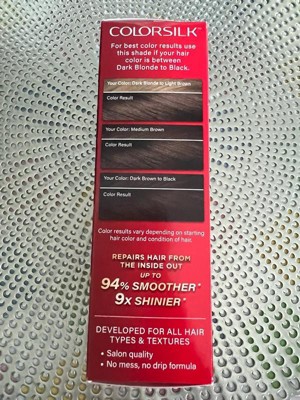 COLORSILK™
For best color results use
this shade if your hair
color is between
Dark Blonde to Black.
Your Color: Dark Blonde to Light Brown
Color Result
Your Color: Medium Brown
Color Result
Your Color: Dark Brown to Black
Color Result
Color results vary depending on starting
hair color and condition of hair.
REPAIRS HAIR FROM
THE INSIDE OUT
UP TO
94% SMOOTHER*
9x SHINIER*
DEVELOPED FOR ALL HAIR
TYPES & TEXTURES
• Salon quality
• No mess, no drip formula